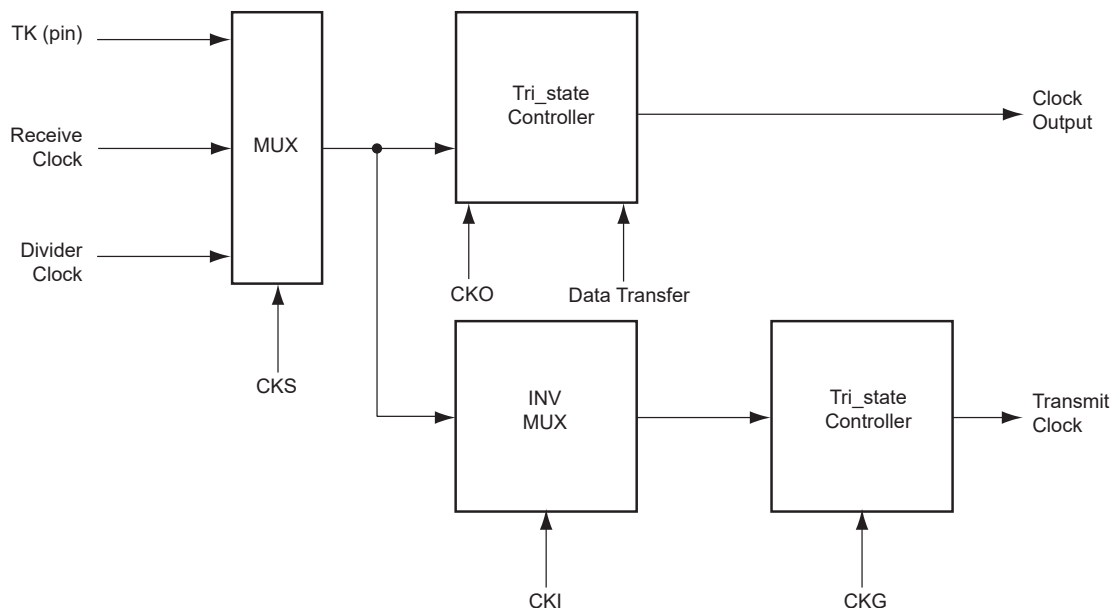 TK (pin)
Receive
Clock
Divider
Clock
MUX
CKS
Tri_state
Controller
CKO
Data Transfer
Clock
Output
INV
MUX
CKI
Tri_state
Controller
CKG
Transmit
Clock